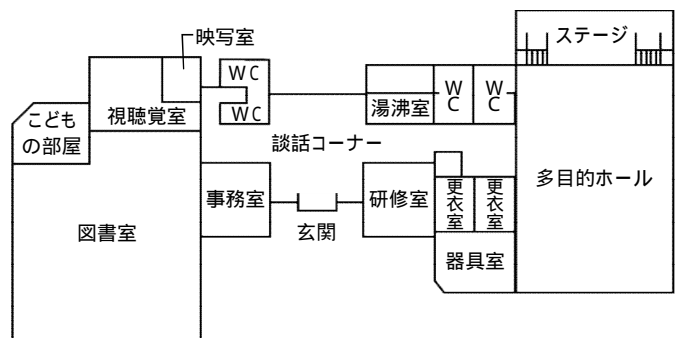 映写室
ステージ
WC
WC
視聴覚室
湯沸室
WC
WC
こども
の部屋
談話コーナー
多目的ホール
事務室
研修室
更衣室
更衣室
図書室
玄関
器具室